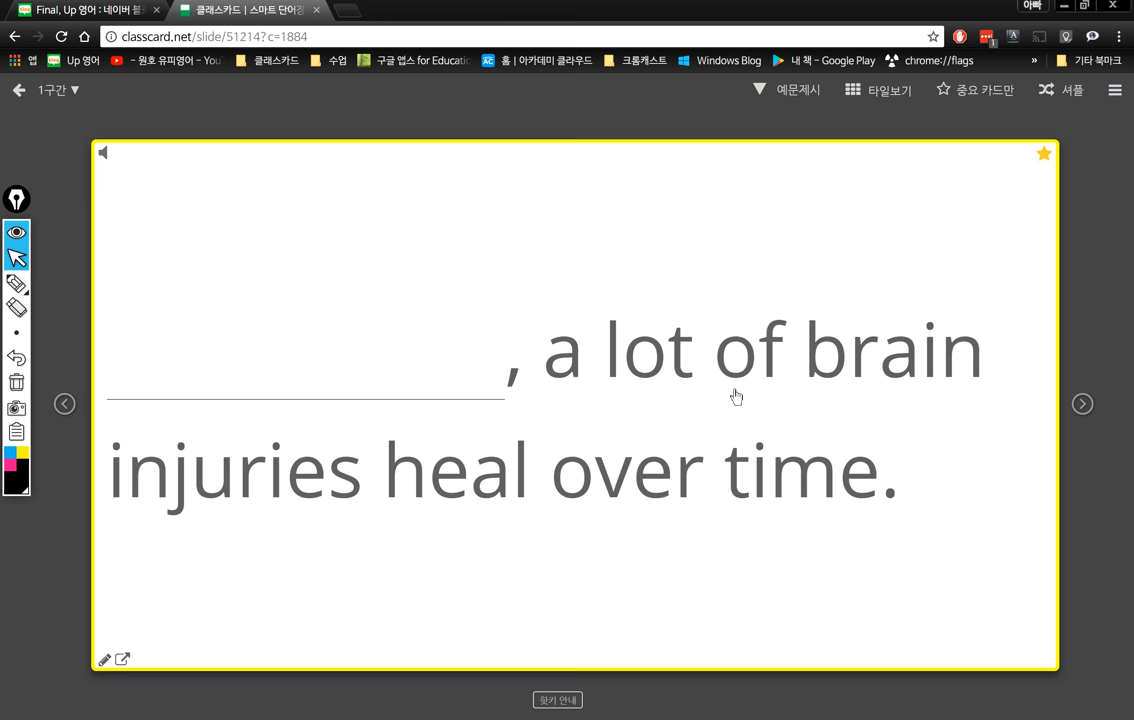 Final, Up 영어 : 네이버 블
클래스카드 | 스마트 단어장
아빠
classcard.net/slide/51214?c=1884
앱
Up 영어
- 원호 유피영어 - You
클래스카드
수업
구글 앱스 for Educatio
홈 | 아카데미 클라우드
크롬캐스트
Windows Blog
내 책 - Google Play
chrome://flags
»
기타 북마크
1구간 ▼
예문제시
타일보기
중요 카드만
셔플
, a lot of brain
injuries heal over time.
핫키 안내